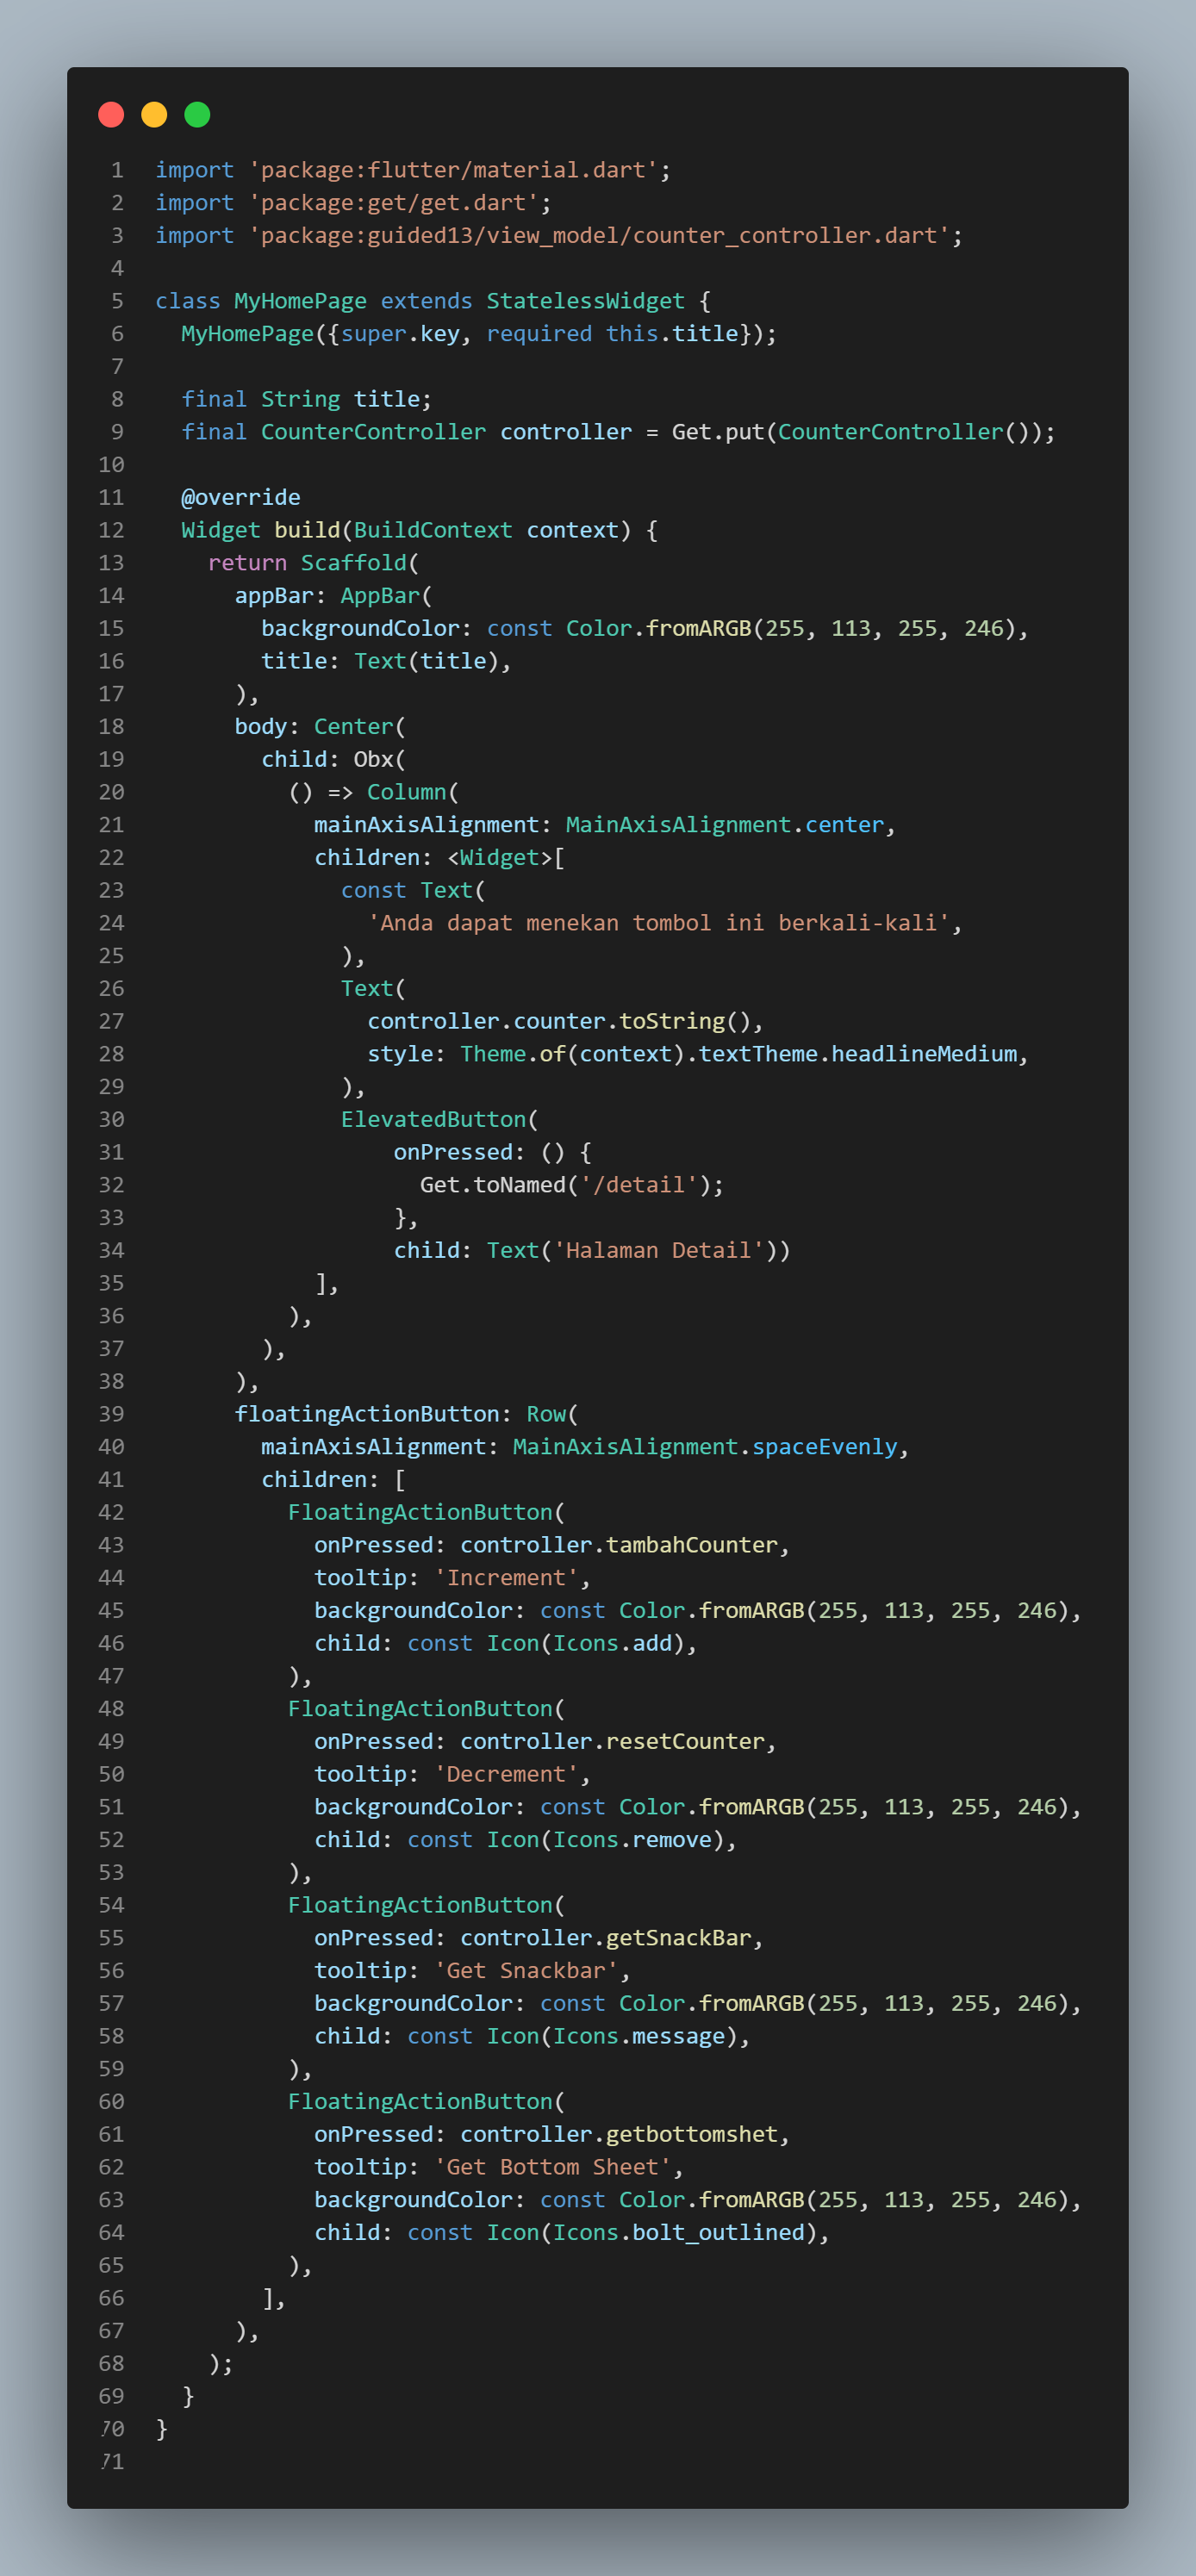 1 import 'package:flutter/material.dart';
2 import 'package:get/get.dart';
3 import 'package:guided13/view_model/counter_controller.dart';
4
5 class MyHomePage extends StatelessWidget {
6   MyHomePage({super.key, required this.title});
7
8   final String title;
9   final CounterController controller = Get.put(CounterController());
10
11   @override
12   Widget build(BuildContext context) {
13     return Scaffold(
14       appBar: AppBar(
15         backgroundColor: const Color.fromARGB(255, 113, 255, 246),
16         title: Text(title),
17       ),
18       body: Center(
19         child: Obx(
20           () => Column(
21             mainAxisAlignment: MainAxisAlignment.center,
22             children: <Widget>[
23               const Text(
24                 'Anda dapat menekan tombol ini berkali-kali',
25               ),
26               Text(
27                 controller.counter.toString(),
28                 style: Theme.of(context).textTheme.headlineMedium,
29               ),
30               ElevatedButton(
31                   onPressed: () {
32                     Get.toNamed('/detail');
33                   },
34                   child: Text('Halaman Detail'))
35             ],
36           ),
37         ),
38       ),
39       floatingActionButton: Row(
40         mainAxisAlignment: MainAxisAlignment.spaceEvenly,
41         children: [
42           FloatingActionButton(
43             onPressed: controller.tambahCounter,
44             tooltip: 'Increment',
45             backgroundColor: const Color.fromARGB(255, 113, 255, 246),
46             child: const Icon(Icons.add),
47           ),
48           FloatingActionButton(
49             onPressed: controller.resetCounter,
50             tooltip: 'Decrement',
51             backgroundColor: const Color.fromARGB(255, 113, 255, 246),
52             child: const Icon(Icons.remove),
53           ),
54           FloatingActionButton(
55             onPressed: controller.getSnackBar,
56             tooltip: 'Get Snackbar',
57             backgroundColor: const Color.fromARGB(255, 113, 255, 246),
58             child: const Icon(Icons.message),
59           ),
60           FloatingActionButton(
61             onPressed: controller.getbottomshet,
62             tooltip: 'Get Bottom Sheet',
63             backgroundColor: const Color.fromARGB(255, 113, 255, 246),
64             child: const Icon(Icons.bolt_outlined),
65           ),
66         ],
67       ),
68     );
69   }
70 }
71